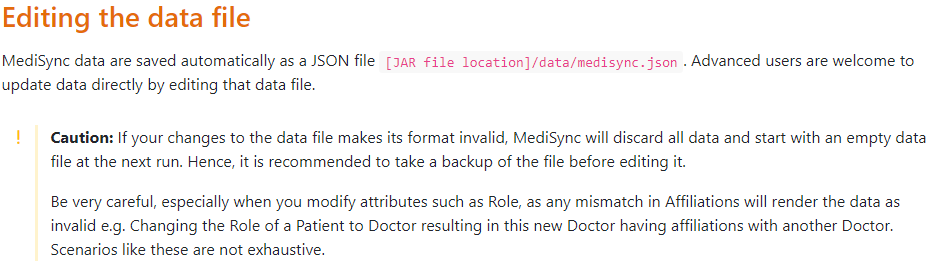 Editing the data file
MediSync data are saved automatically as a JSON file [JAR file location]/data/medisync.json . Advanced users are welcome to
update data directly by editing that data file.
! Caution: If your changes to the data file makes its format invalid, MediSync will discard all data and start with an empty data
file at the next run. Hence, it is recommended to take a backup of the file before editing it.
Be very careful, especially when you modify attributes such as Role, as any mismatch in Affiliations will render the data as
invalid e.g. Changing the Role of a Patient to Doctor resulting in this new Doctor having affiliations with another Doctor.
Scenarios like these are not exhaustive.